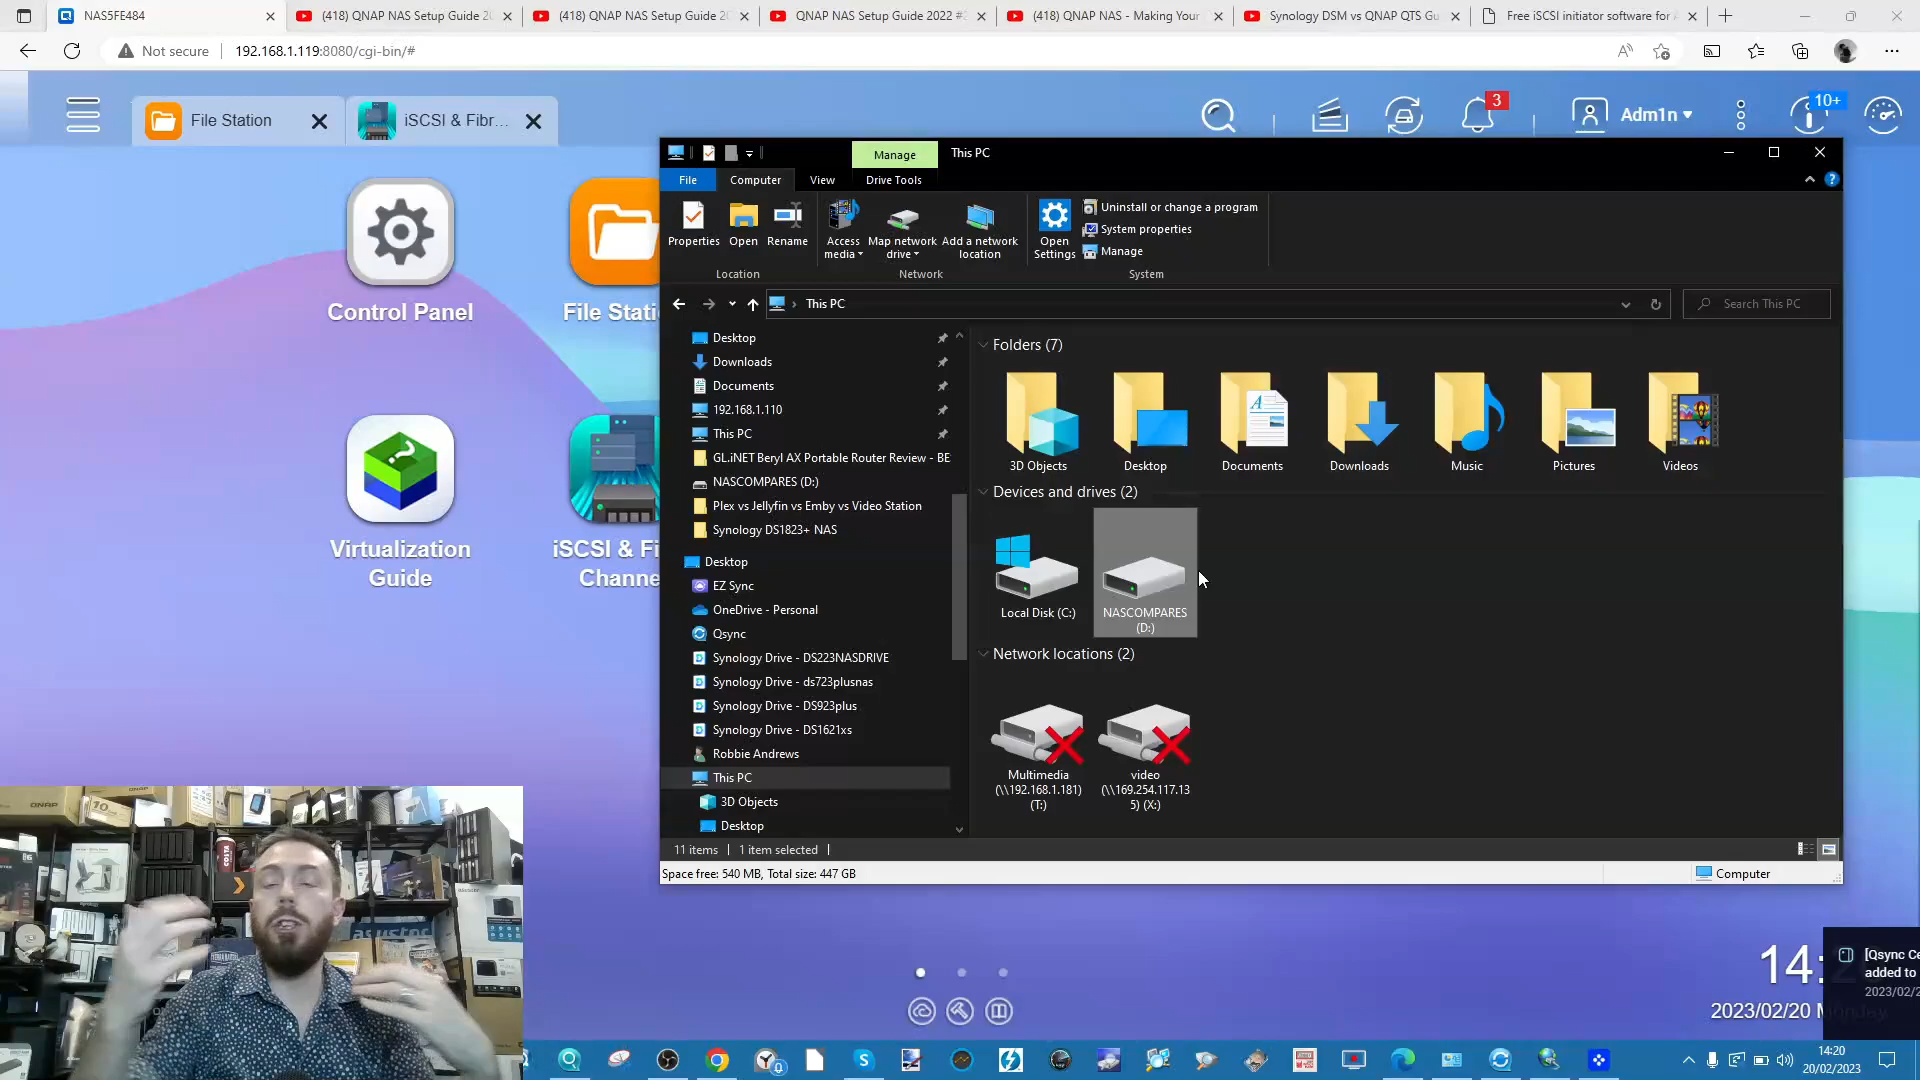 NAS5FE484
(418) QNAP NAS Setup Guide 20
(418) QNAP NAS Setup Guide 20
QNAP NAS Setup Guide 2022 #
(418) QNAP NAS - Making Your
Synology DSM vs QNAP QTS Gu
Free iSCSI initiator software for
Not secure
192.168.1.119:8080/cgi-bin/#
File Station
iSCSI & Fibr...
3
Adm1n
10+
Control Panel
File Stati
Virtualization
Guide
iSCSI & Fi
Channe
Manage
This PC
File
Computer
View
Drive Tools
Properties
Open
Rename
Access
media
Map network
drive
Add a network
location
Open
Settings
Uninstall or change a program
System properties
Manage
Location
Network
System
This PC
Search This PC
Desktop
Downloads
Documents
192.168.1.110
This PC
GL.iNET Beryl AX Portable Router Review - BE
NASCOMPARES (D:)
Plex vs Jellyfin vs Emby vs Video Station
Synology DS1823+ NAS
Desktop
EZ Sync
OneDrive - Personal
Qsync
Synology Drive - DS223NASDRIVE
Synology Drive - ds723plusnas
Synology Drive - DS923plus
Synology Drive - DS1621xs
Robbie Andrews
This PC
3D Objects
Desktop
Folders (7)
3D Objects
Desktop
Documents
Downloads
Music
Pictures
Videos
Devices and drives (2)
Local Disk (C:)
NASCOMPARES
(D:)
Network locations (2)
Multimedia
(\\192.168.1.181)
(T:)
video
(\\169.254.117.13
5) (X:)
11 items
1 item selected
Space free: 540 MB, Total size: 447 GB
Computer
14:
2023/02/20 M
[Qsync Ce
added to
2023/02/2
QNAP
10
COSTA
asustor
14:20
20/02/2023